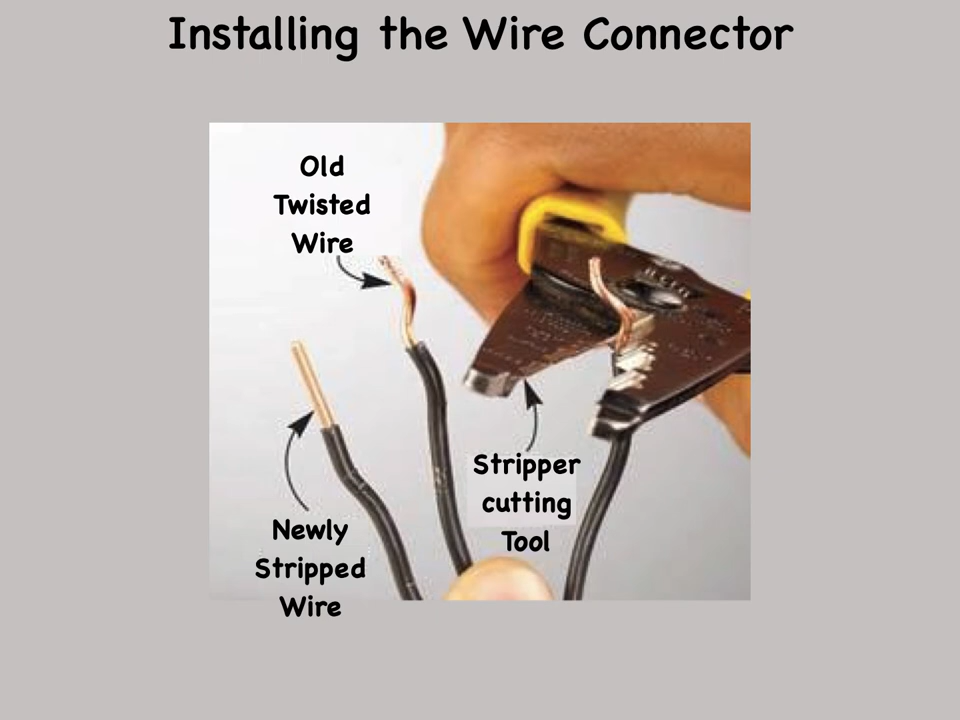 Installing the Wire Connector
Old
Twisted
Wire
Stripper
cutting
Tool
Newly
Stripped
Wire